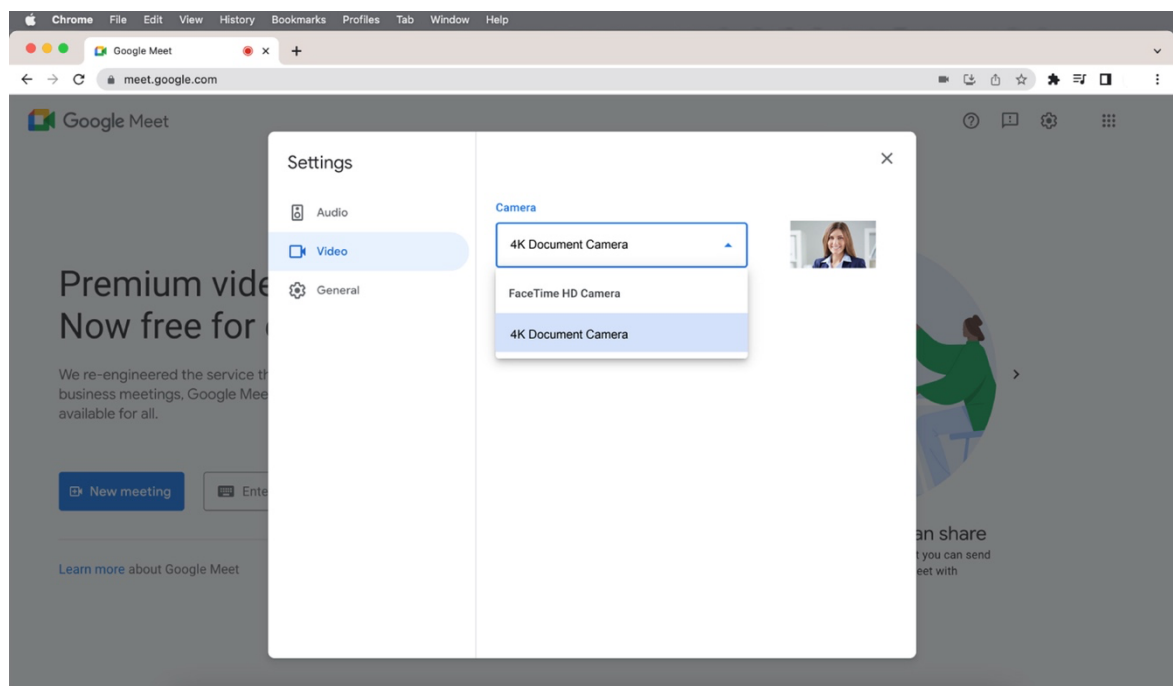 Chrome File Edit View History Bookmarks Profiles Tab Window Help
Google Meet
meet.google.com
Google Meet
Settings
Audio
Video
General
Camera
4K Document Camera
FaceTime HD Camera
4K Document Camera
Premium vide
Now free for
We re-engineered the service th
business meetings, Google Mee
available for all.
New meeting
Ente
Learn more about Google Meet
an share
t you can send
eet with